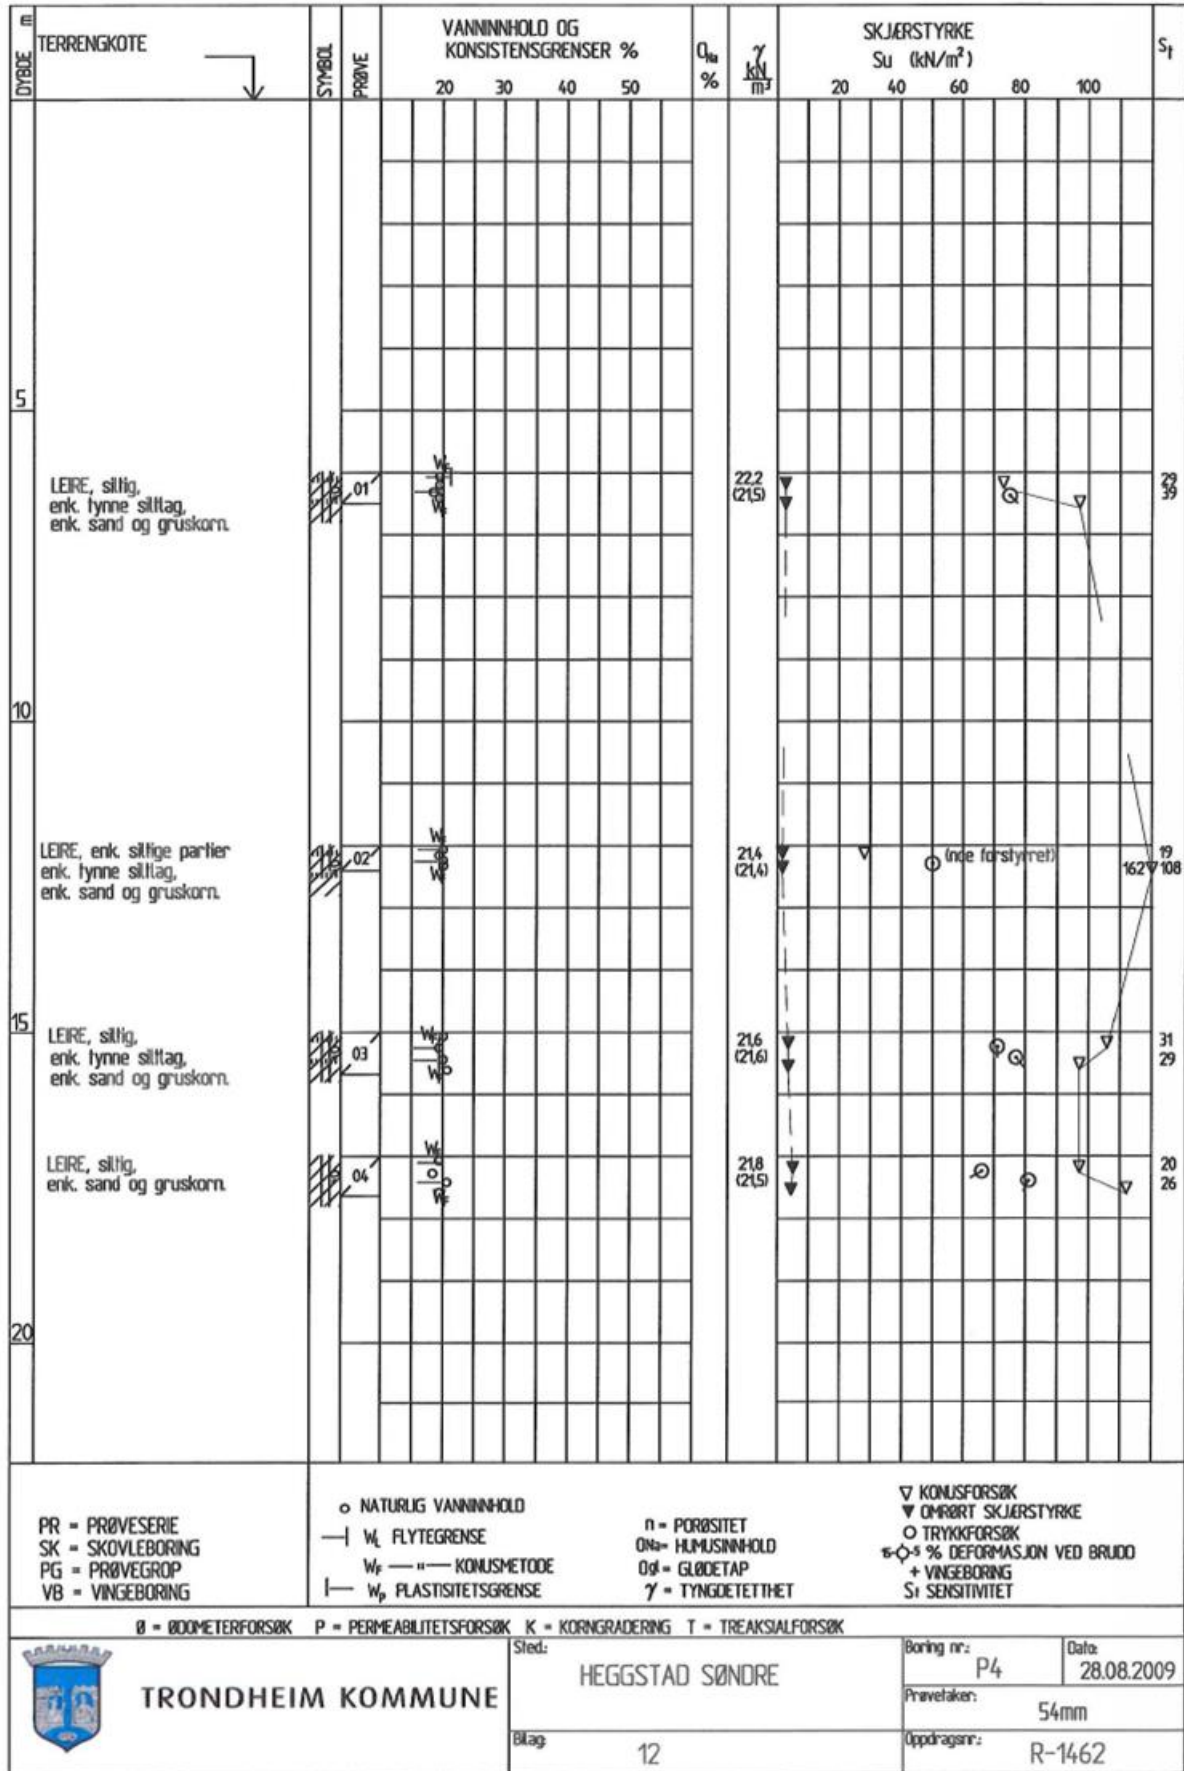 DYBDE m
TERRENGKOTE
SYMBOL
PRØVE
VANNINNHOLD OG
KONSISTENSGRENSER %
20 30 40 50
O Na
%
γ
kN
m³
SKJÆRSTYRKE
Su (kN/m²)
20 40 60 80 100
St
5
LEIRE, siltig,
enk. tynne siltlag,
enk. sand og gruskorn.
01
22,2
(21,5)
29
39
10
LEIRE, enk. siltige partier
enk. tynne siltlag,
enk. sand og gruskorn.
02
21,4
(21,4)
(noe forstyrret)
162
19
108
15
LEIRE, siltig,
enk. tynne siltlag,
enk. sand og gruskorn.
03
21,6
(21,6)
31
29
LEIRE, siltig,
enk. sand og gruskorn.
04
21,8
(21,5)
20
26
20
PR = PRØVESERIE
SK = SKOVLEBORING
PG = PRØVEGROP
VB = VINGEBORING
NATURLIG VANNINNHOLD
WL FLYTEGRENSE
WF — " — KONUSMETODE
Wp PLASTISITETSGRENSE
n = PORØSITET
ONa= HUMUSINNHOLD
Ogl = GLØDETAP
γ = TYNGDETETTHET
▽ KONUSFORSØK
▼ OMRØRT SKJÆRSTYRKE
O TRYKKFORSØK
15-O-5 % DEFORMASJON VED BRUDD
+ VINGEBORING
St SENSITIVITET
Ø = ØDOMETERFORSØK P = PERMEABILITETSFORSØK K = KORNGRADERING T = TREAKSIALFORSØK
TRONDHEIM KOMMUNE
Sted:
HEGGSTAD SØNDRE
Bilag:
12
Boring nr.:
P4
Dato:
28.08.2009
Prøvetaker:
54mm
Oppdragsnr.:
R-1462